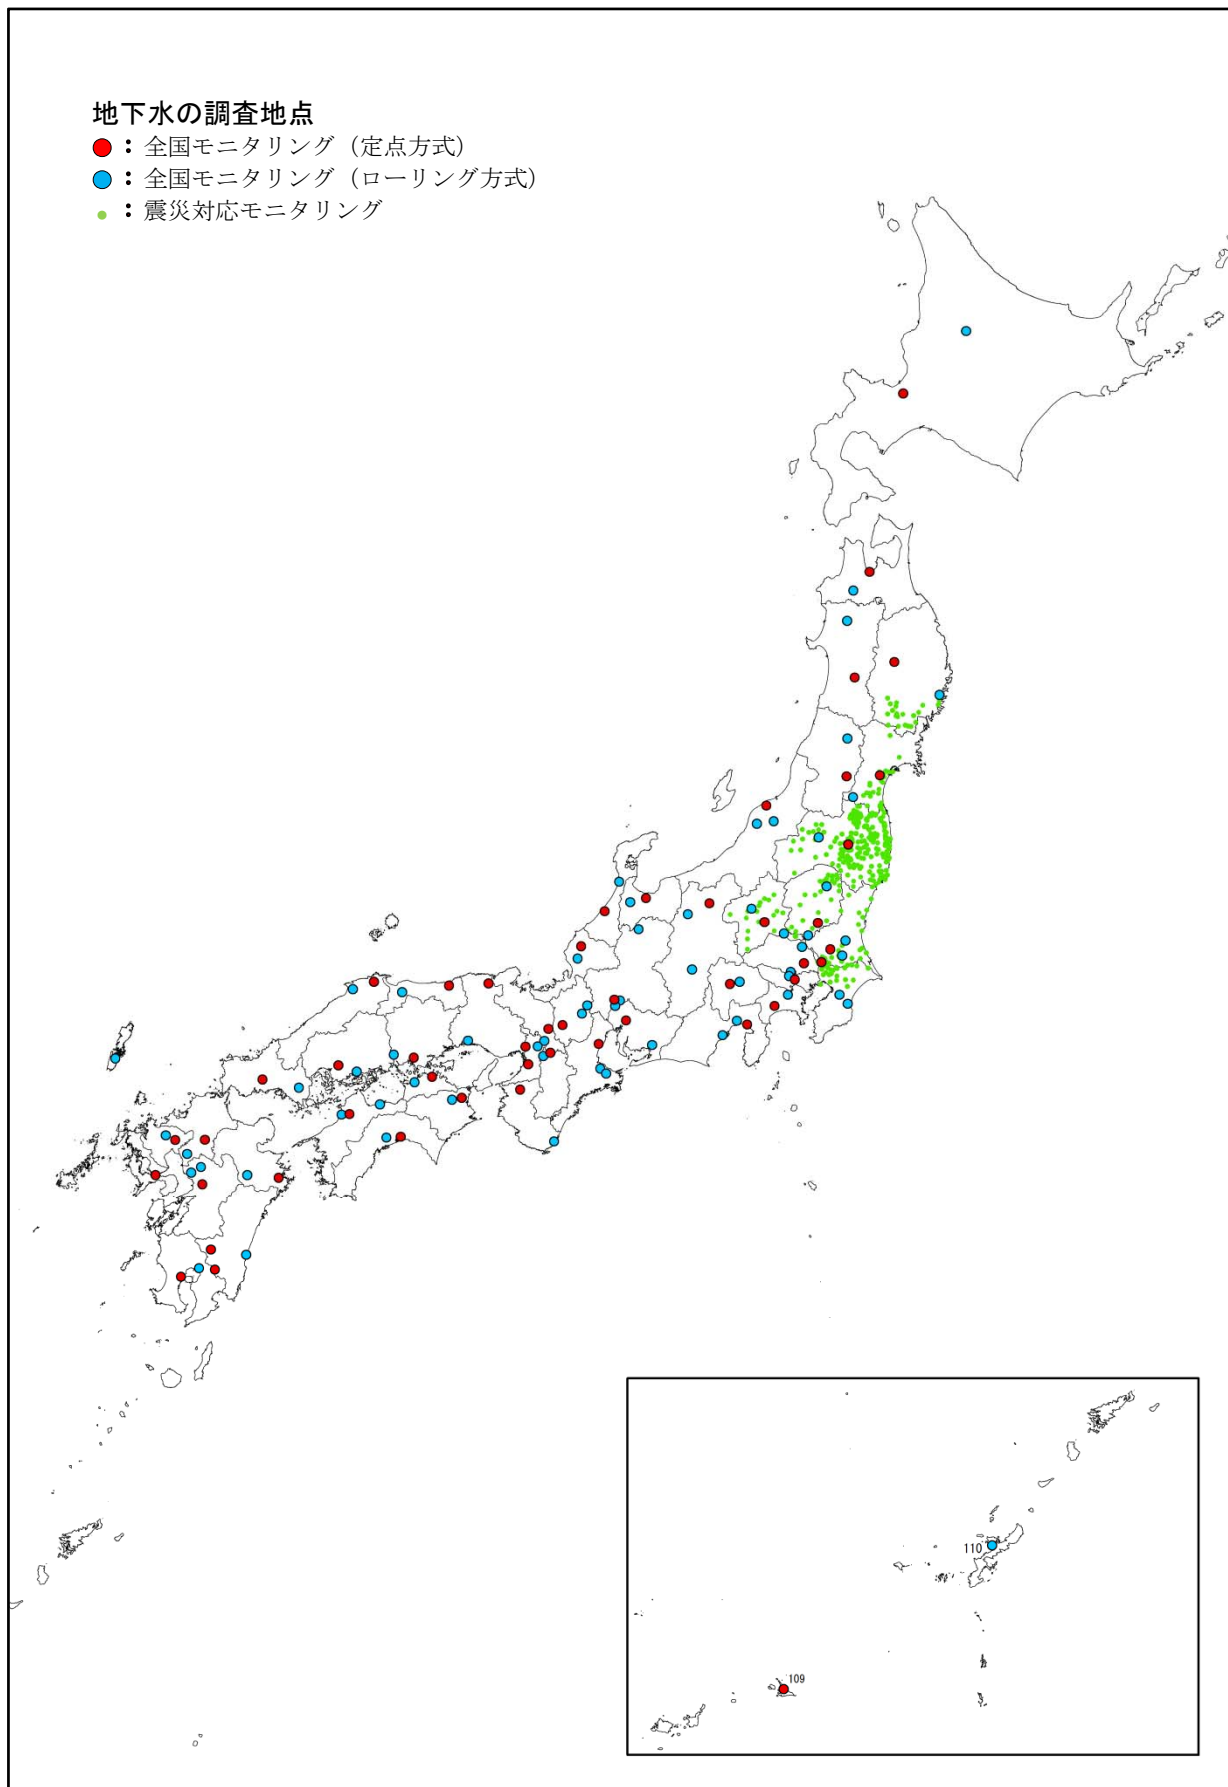 地下水の調査地点
：全国モニタリング（定点方式）
：全国モニタリング（ローリング方式）
：震災対応モニタリング
110
109